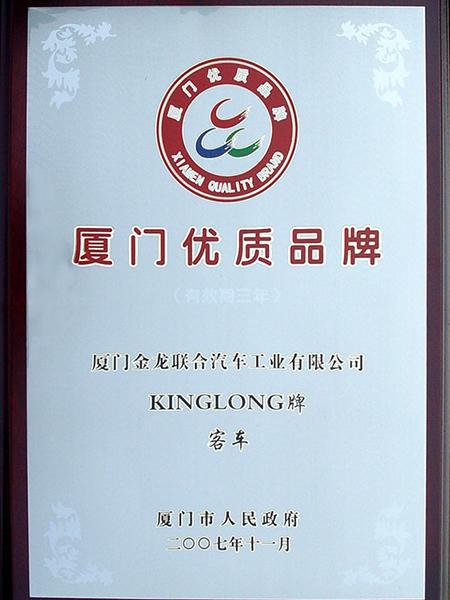 厦门优质品牌
XIAMEN QUALITY BRAND
厦门优质品牌
（有效期三年）
厦门金龙联合汽车工业有限公司
KINGLONG牌
客车
厦门市人民政府
二〇〇七年十一月